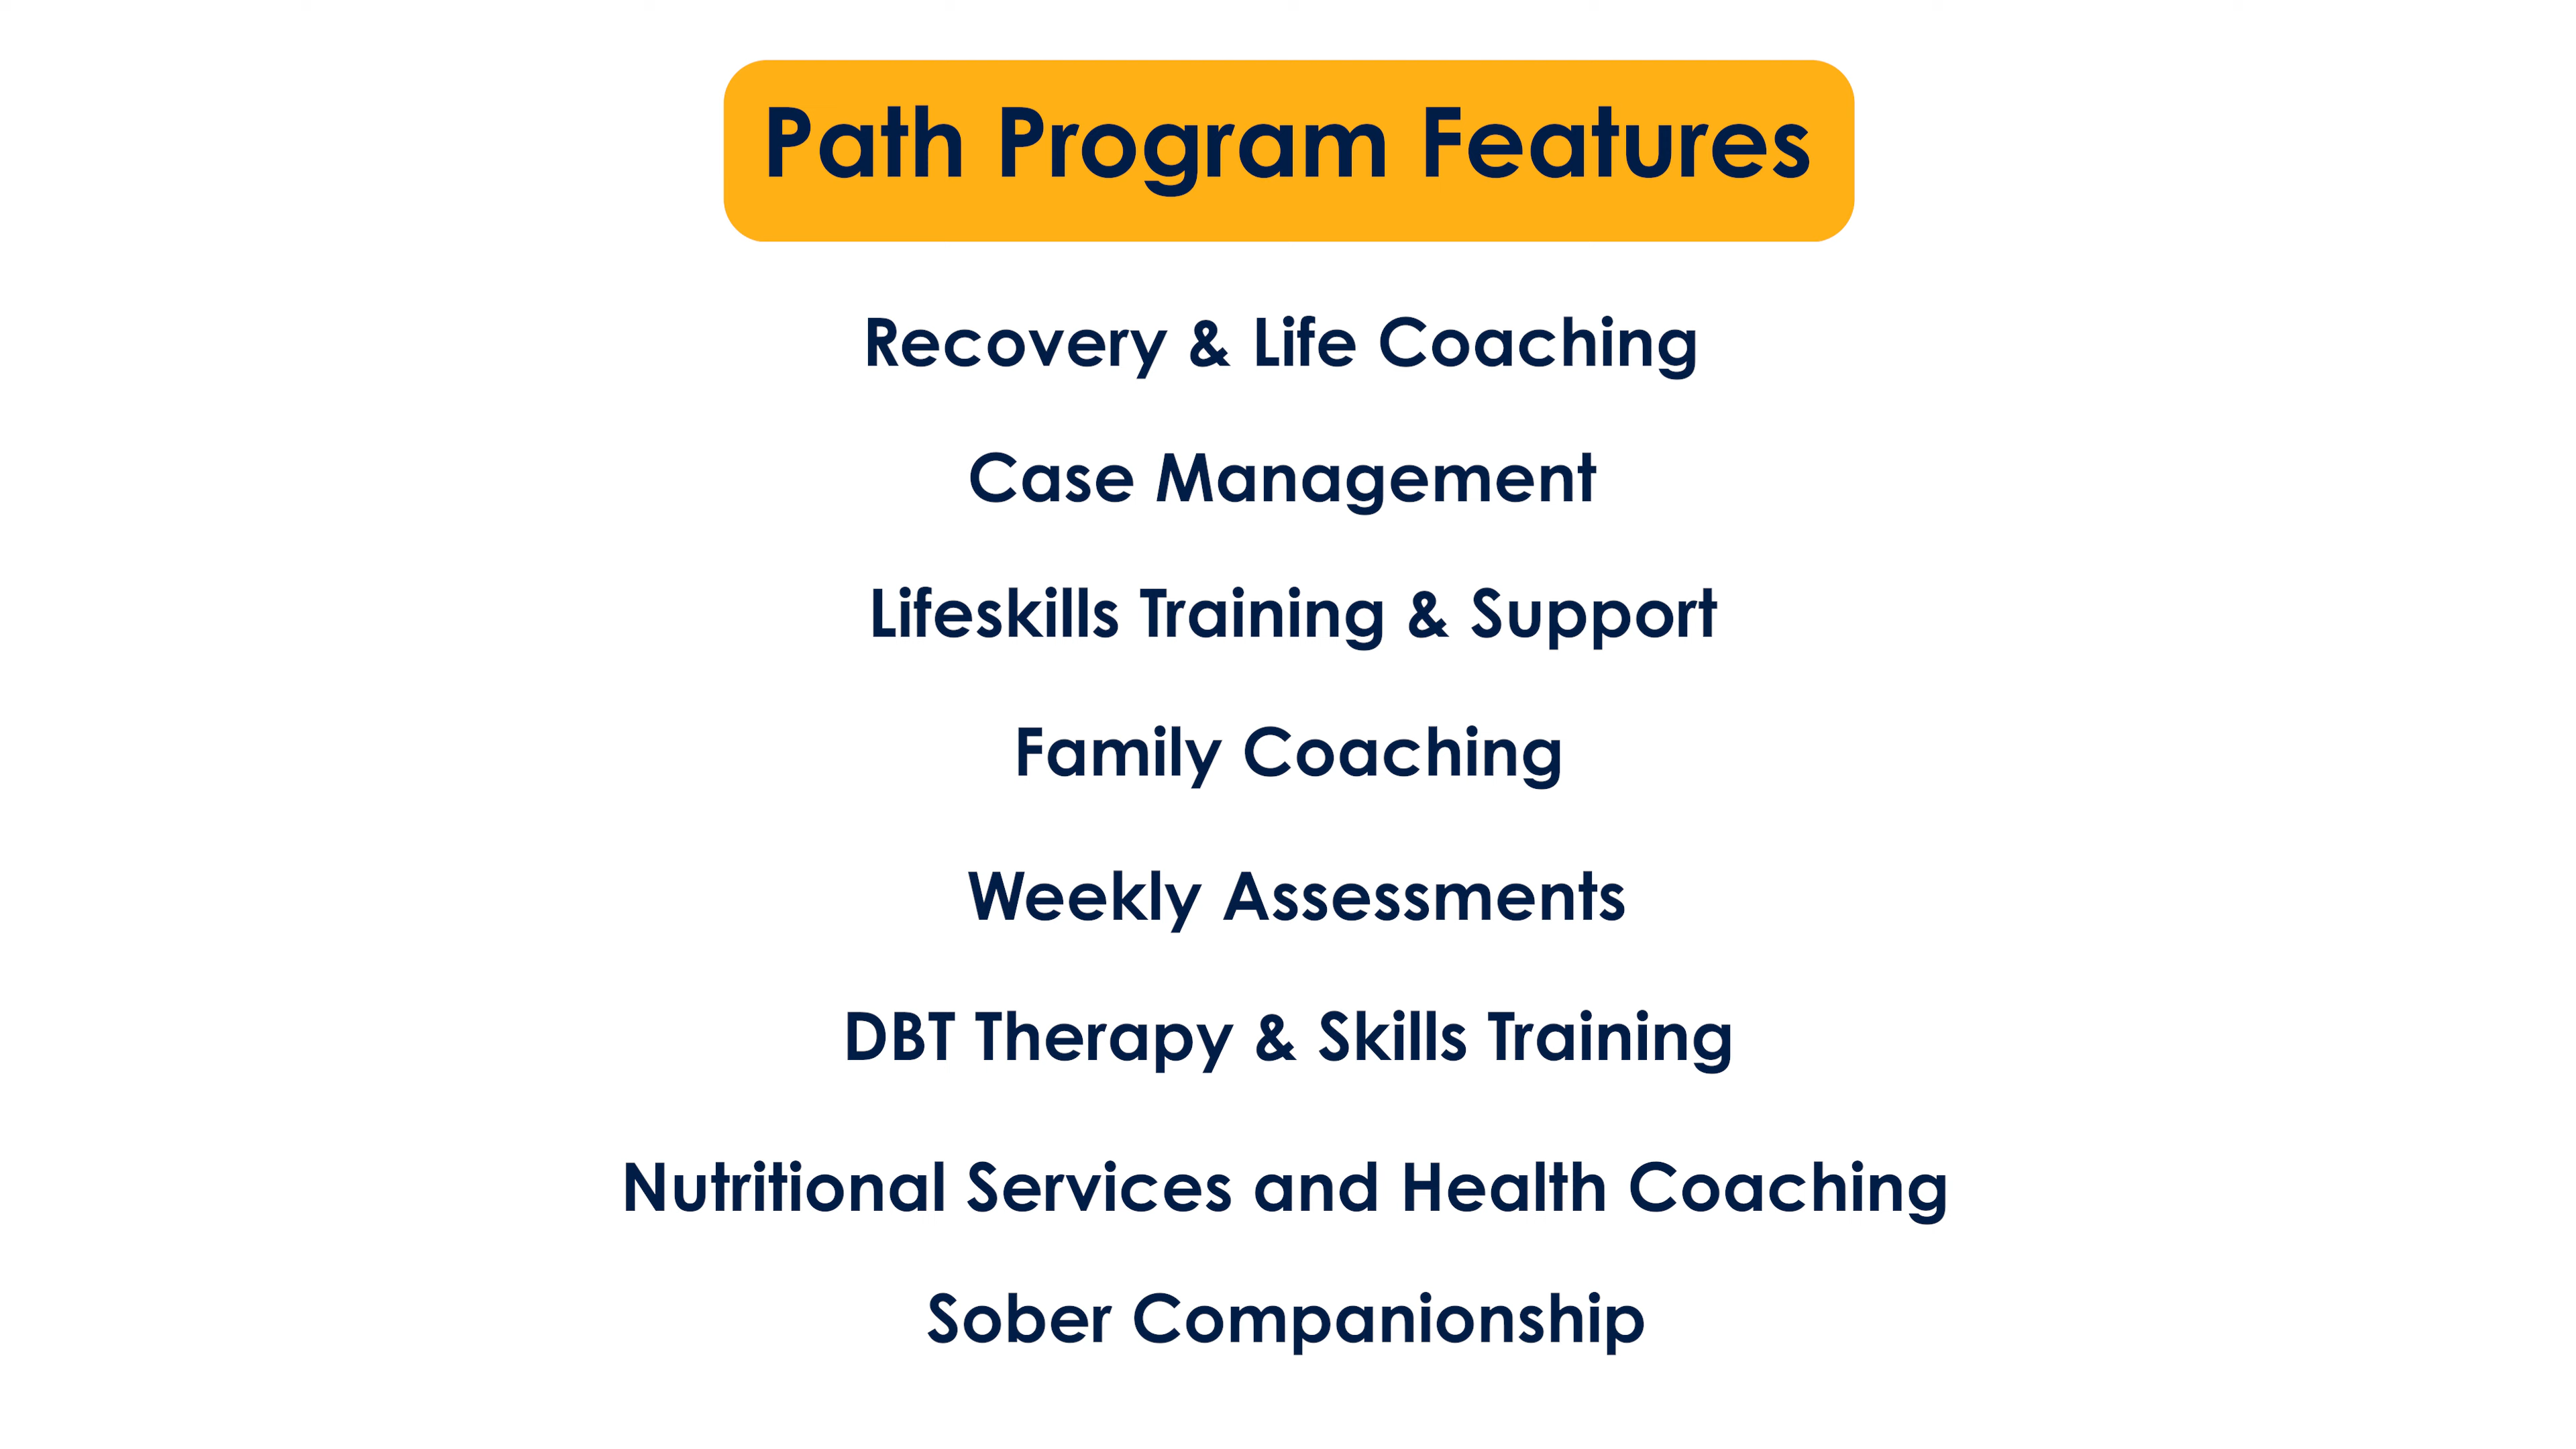 Path Program Features
Recovery & Life Coaching
Case Management
Lifeskills Training & Support
Family Coaching
Weekly Assessments
DBT Therapy & Skills Training
Nutritional Services and Health Coaching
Sober Companionship